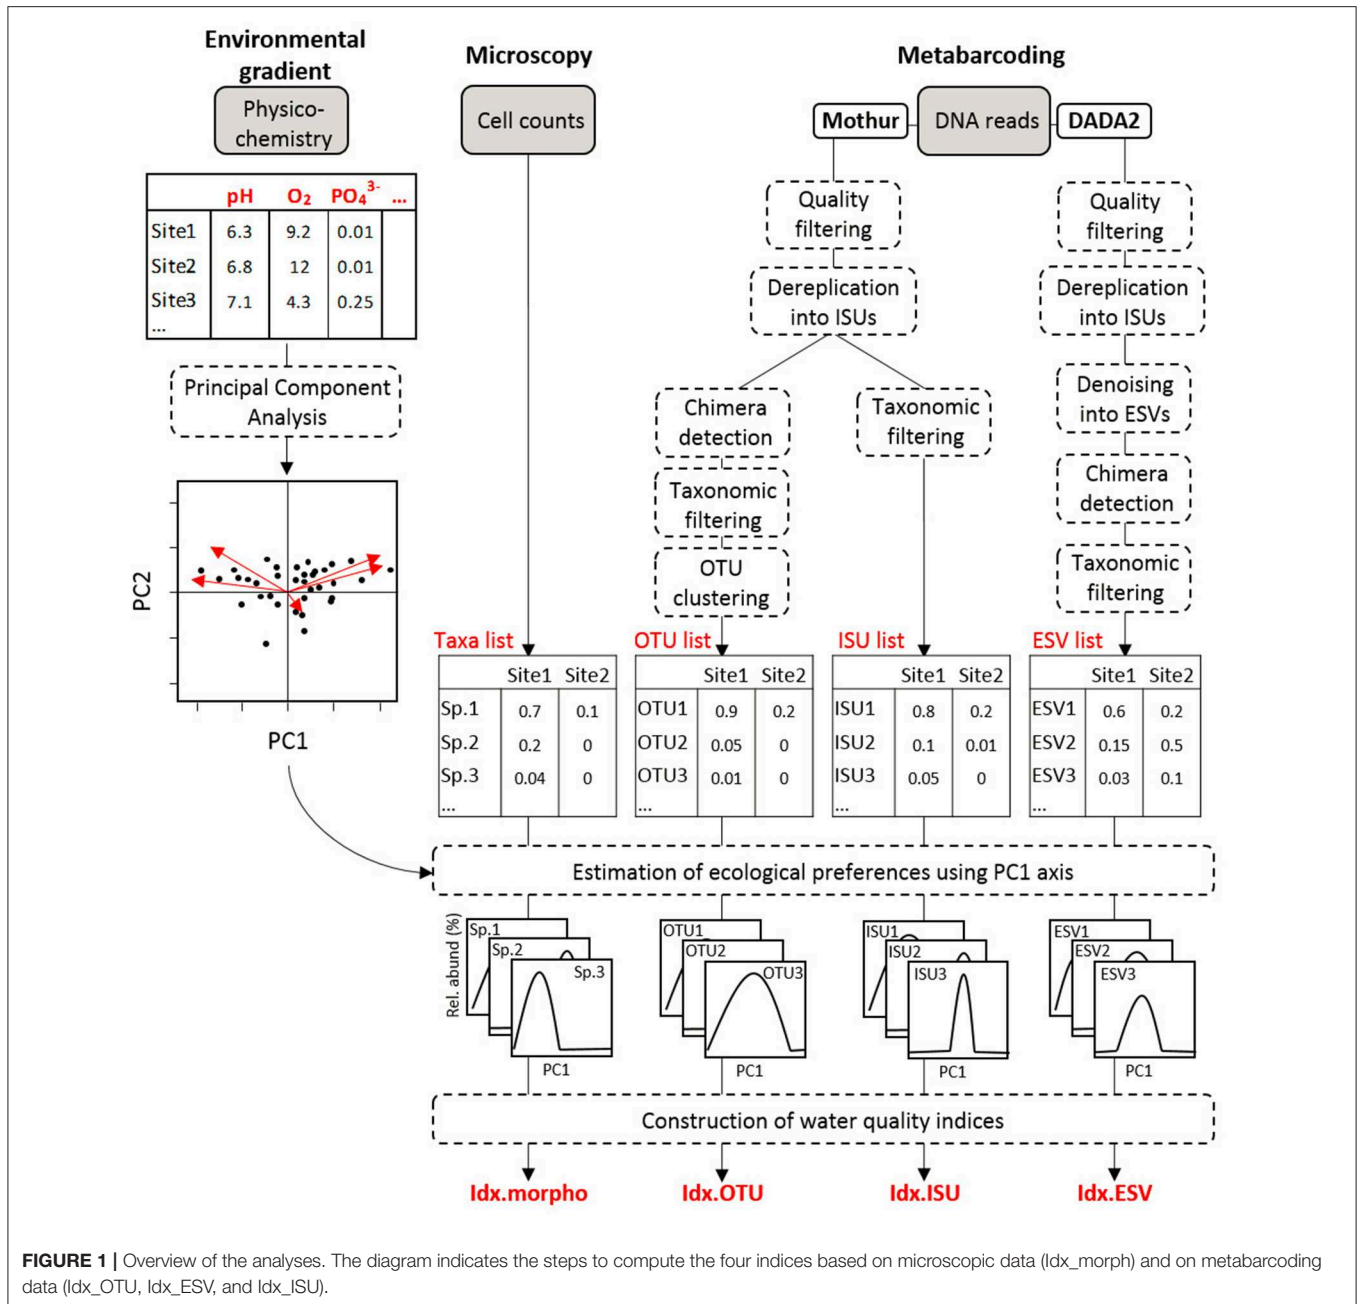 Environmental
gradient
Microscopy
Metabarcoding
Physico-
chemistry
Cell counts
Mothur
DNA reads
DADA2
pH O₂ PO₄³⁻ ...
Site1 6.3 9.2 0.01
Site2 6.8 12 0.01
Site3 7.1 4.3 0.25
...
Principal Component
Analysis
PC2
PC1
Quality
filtering
Dereplication
into ISUs
Chimera
detection
Taxonomic
filtering
OTU
clustering
Taxonomic
filtering
Quality
filtering
Dereplication
into ISUs
Denoising
into ESVs
Chimera
detection
Taxonomic
filtering
Taxa list
Site1 Site2
Sp.1 0.7 0.1
Sp.2 0.2 0
Sp.3 0.04 0
...
OTU list
Site1 Site2
OTU1 0.9 0.2
OTU2 0.05 0
OTU3 0.01 0
...
ISU list
Site1 Site2
ISU1 0.8 0.2
ISU2 0.1 0.01
ISU3 0.05 0
...
ESV list
Site1 Site2
ESV1 0.6 0.2
ESV2 0.15 0.5
ESV3 0.03 0.1
...
Estimation of ecological preferences using PC1 axis
Rel. abund (%)
Sp.1
Sp.2
Sp.3
PC1
OTU1
OTU2
OTU3
PC1
ISU1
ISU2
ISU3
PC1
ESV1
ESV2
ESV3
PC1
Construction of water quality indices
Idx.morpho
Idx.OTU
Idx.ISU
Idx.ESV
FIGURE 1 | Overview of the analyses. The diagram indicates the steps to compute the four indices based on microscopic data (Idx_morph) and on metabarcoding
data (Idx_OTU, Idx_ESV, and Idx_ISU).